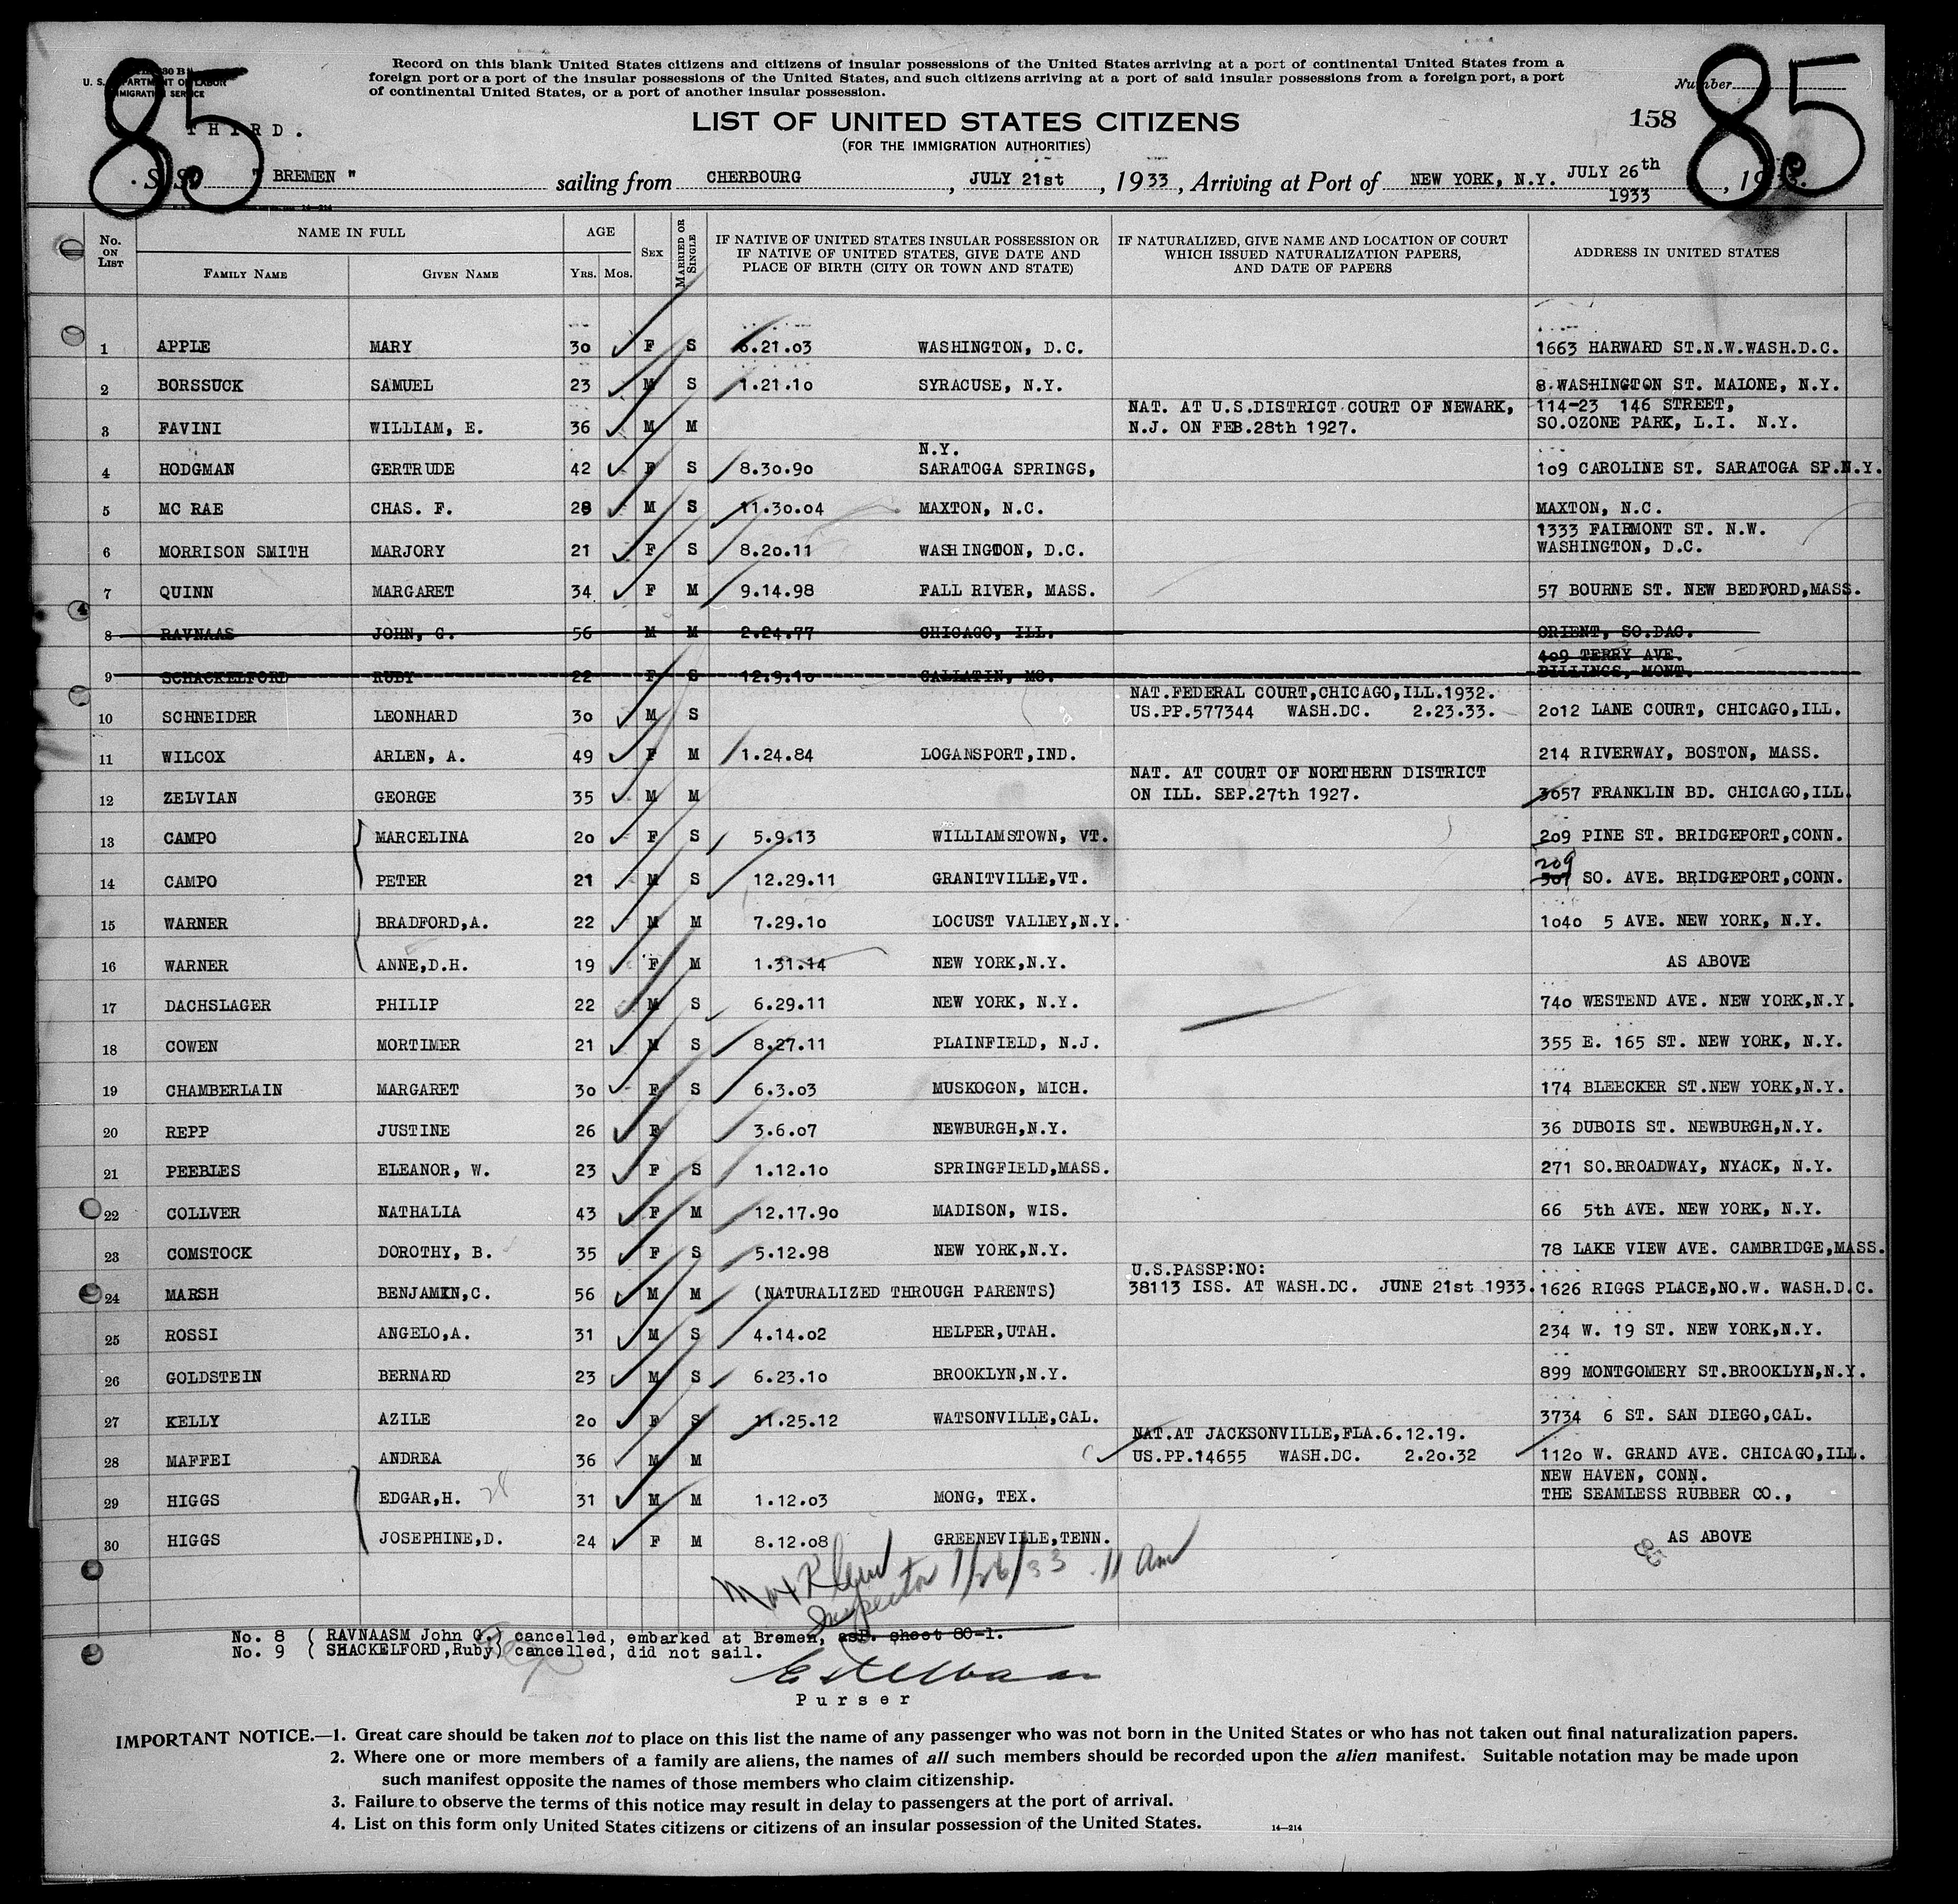 Record on this blank United States citizens and citizens of insular possessions of the United States arriving at a port of continental United States from a
foreign port or a port of the insular possessions of the United States, and such citizens arriving at a port of said insular possessions from a foreign port, a port
of continental United States, or a port of another insular possession.
85
THIRD.
Number
158
85
LIST OF UNITED STATES CITIZENS
(FOR THE IMMIGRATION AUTHORITIES)
S.S. " BREMEN " sailing from CHERBOURG, JULY 21st, 1933, Arriving at Port of NEW YORK, N.Y. JULY 26th
1933
No. ON LIST
NAME IN FULL
FAMILY NAME GIVEN NAME
AGE
YRS. MOS.
SEX
MARRIED OR SINGLE
IF NATIVE OF UNITED STATES INSULAR POSSESSION OR
IF NATIVE OF UNITED STATES, GIVE DATE AND
PLACE OF BIRTH (CITY OR TOWN AND STATE)
IF NATURALIZED, GIVE NAME AND LOCATION OF COURT
WHICH ISSUED NATURALIZATION PAPERS,
AND DATE OF PAPERS
ADDRESS IN UNITED STATES
1 APPLE MARY 30 F S 6.21.03 WASHINGTON, D.C. 1663 HARWARD ST.N.W.WASH.D.C.
2 BORSSUCK SAMUEL 23 M S 1.21.10 SYRACUSE, N.Y. 8 WASHINGTON ST. MALONE, N.Y.
NAT. AT U.S.DISTRICT COURT OF NEWARK, 114-23 146 STREET,
3 FAVINI WILLIAM, E. 36 M M N.J. ON FEB.28th 1927. SO.OZONE PARK, L.I. N.Y.
N.Y.
4 HODGMAN GERTRUDE 42 F S 8.30.90 SARATOGA SPRINGS, 109 CAROLINE ST. SARATOGA SP.N.Y.
5 MC RAE CHAS. F. 28 M S 11.30.04 MAXTON, N.C. MAXTON, N.C.
1333 FAIRMONT ST. N.W.
6 MORRISON SMITH MARJORY 21 F S 8.20.11 WASHINGDON, D.C. WASHINGTON, D.C.
7 QUINN MARGARET 34 F M 9.14.98 FALL RIVER, MASS. 57 BOURNE ST. NEW BEDFORD,MASS.
8 RAVNAAS JOHN, G. 56 M M 2.24.77 CHICAGO, ILL. ORIENT, SO.DAC.
409 TERRY AVE.
9 SCHACKELFORD RUBY 22 F S 12.9.10 GALLATIN, MO. BILLINGS, MONT.
NAT.FEDERAL COURT,CHICAGO,ILL.1932.
10 SCHNEIDER LEONHARD 30 M S US.PP.577344 WASH.DC. 2.23.33. 2012 LANE COURT, CHICAGO,ILL.
11 WILCOX ARLEN, A. 49 F M 1.24.84 LOGANSPORT,IND. 214 RIVERWAY, BOSTON, MASS.
NAT. AT COURT OF NORTHERN DISTRICT
12 ZELVIAN GEORGE 35 M M ON ILL. SEP.27th 1927. 3657 FRANKLIN BD. CHICAGO,ILL.
13 CAMPO MARCELINA 20 F S 5.9.13 WILLIAMSTOWN, VT. 209 PINE ST. BRIDGEPORT,CONN.
209
14 CAMPO PETER 21 M S 12.29.11 GRANITVILLE,VT. 307 SO. AVE. BRIDGEPORT,CONN.
15 WARNER BRADFORD,A. 22 M M 7.29.10 LOCUST VALLEY,N.Y. 1040 5 AVE. NEW YORK, N.Y.
16 WARNER ANNE,D.H. 19 F M 1.31.14 NEW YORK,N.Y. AS ABOVE
17 DACHSLAGER PHILIP 22 M S 6.29.11 NEW YORK, N.Y. 740 WESTEND AVE. NEW YORK,N.Y.
18 COWEN MORTIMER 21 M S 8.27.11 PLAINFIELD, N.J. 355 E. 165 ST. NEW YORK, N.Y.
19 CHAMBERLAIN MARGARET 30 F S 6.3.03 MUSKOGON, MICH. 174 BLEECKER ST.NEW YORK,N.Y.
20 REPP JUSTINE 26 F 3.6.07 NEWBURGH,N.Y. 36 DUBOIS ST. NEWBURGH,N.Y.
21 PEEBLES ELEANOR, W. 23 F S 1.12.10 SPRINGFIELD,MASS. 271 SO.BROADWAY, NYACK, N.Y.
22 COLLVER NATHALIA 43 F M 12.17.90 MADISON, WIS. 66 5th AVE. NEW YORK, N.Y.
23 COMSTOCK DOROTHY, B. 35 F S 5.12.98 NEW YORK,N.Y. 78 LAKE VIEW AVE. CAMBRIDGE,MASS.
U.S.PASSP:NO:
24 MARSH BENJAMIN,C. 56 M M (NATURALIZED THROUGH PARENTS) 38113 ISS. AT WASH.DC. JUNE 21st 1933. 1626 RIGGS PLACE,NO.W. WASH.D.C.
25 ROSSI ANGELO,A. 31 M S 4.14.02 HELPER,UTAH. 234 W. 19 ST. NEW YORK,N.Y.
26 GOLDSTEIN BERNARD 23 M S 6.23.10 BROOKLYN,N.Y. 899 MONTGOMERY ST.BROOKLYN,N.Y.
27 KELLY AZILE 20 F S 11.25.12 WATSONVILLE,CAL. 3734 6 ST. SAN DIEGO,CAL.
NAT.AT JACKSONVILLE,FLA.6.12.19.
28 MAFFEI ANDREA 36 M M US.PP.14655 WASH.DC. 2.20.32 1120 W. GRAND AVE. CHICAGO,ILL.
NEW HAVEN, CONN.
29 HIGGS EDGAR,H. 28 31 M M 1.12.03 MONG, TEX. THE SEAMLESS RUBBER CO.,
30 HIGGS JOSEPHINE,D. 24 F M 8.12.08 GREENEVILLE,TENN. AS ABOVE
85
Max Klein
Inspector 7/26/33 11 am
No. 8 ( RAVNAASM John G.) cancelled, embarked at Bremen, asP. sheet 80-1.
No. 9 ( SHACKELFORD,Ruby) cancelled, did not sail.
Purser
IMPORTANT NOTICE.—1. Great care should be taken not to place on this list the name of any passenger who was not born in the United States or who has not taken out final naturalization papers.
2. Where one or more members of a family are aliens, the names of all such members should be recorded upon the alien manifest. Suitable notation may be made upon
such manifest opposite the names of those members who claim citizenship.
3. Failure to observe the terms of this notice may result in delay to passengers at the port of arrival.
4. List on this form only United States citizens or citizens of an insular possession of the United States.
14—214